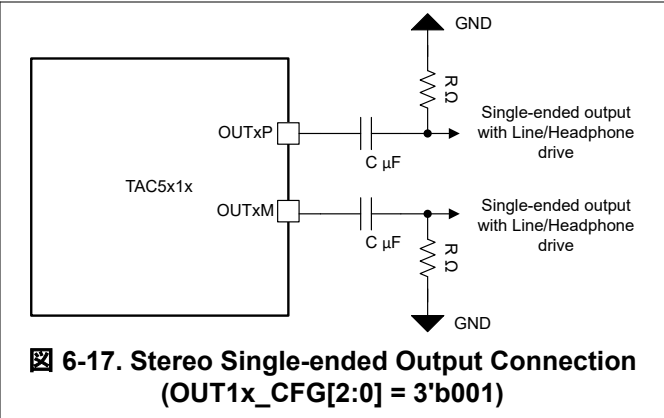 GND
R Ω
OUTxP
C μF
Single-ended output
with Line/Headphone
drive
TAC5x1x
OUTxM
C μF
Single-ended output
with Line/Headphone
drive
R Ω
GND
図 6-17. Stereo Single-ended Output Connection
(OUT1x_CFG[2:0] = 3'b001)